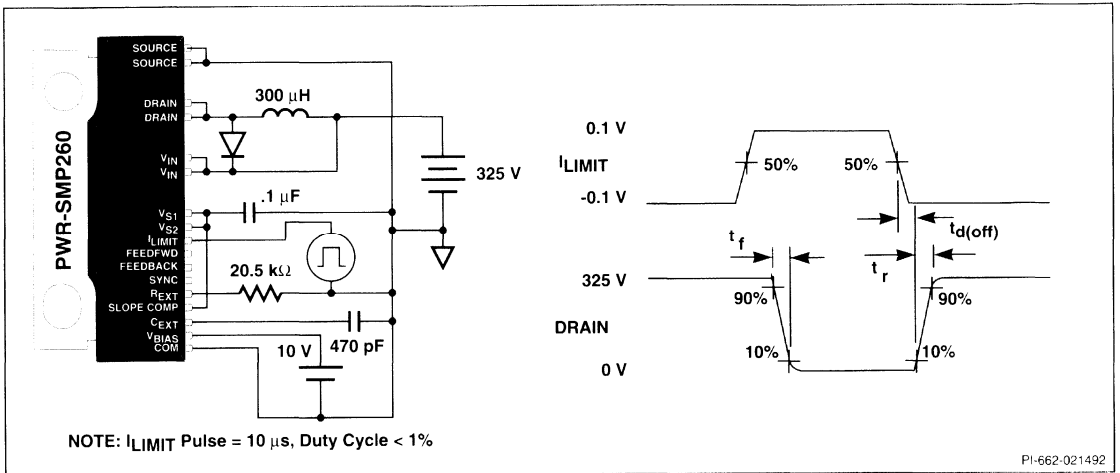 PWR-SMP260
SOURCE
SOURCE
DRAIN
DRAIN
VIN
VIN
VS1
VS2
ILIMIT
FEEDFWD
FEEDBACK
SYNC
REXT
SLOPE COMP
CEXT
VBIAS
COM
300 µH
.1 µF
20.5 kΩ
470 pF
10 V
325 V
NOTE: ILIMIT Pulse = 10 µs, Duty Cycle < 1%
0.1 V
ILIMIT
-0.1 V
50%
50%
td(off)
tf
tr
325 V
90%
90%
DRAIN
10%
10%
0 V
PI-662-021492